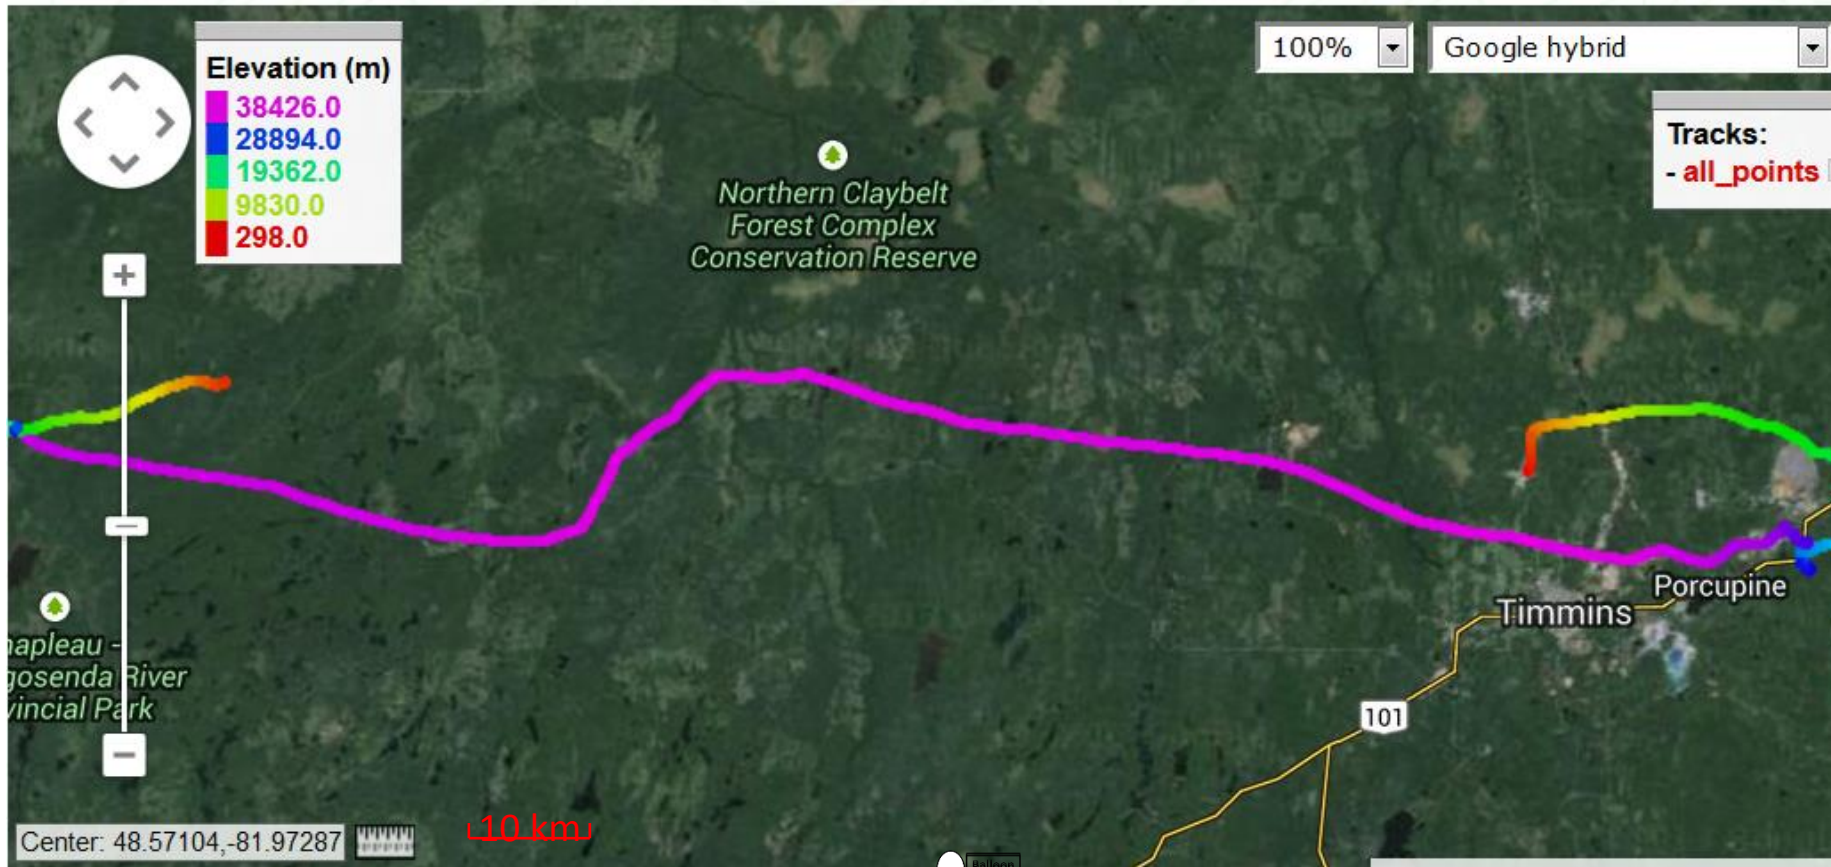 Elevation (m)
38426.0
28894.0
19362.0
9830.0
298.0
100%
Google hybrid
Tracks:
- all_points
Northern Claybelt
Forest Complex
Conservation Reserve
Porcupine
Timmins
101
hapleau -
gosenda River
vincial Park
Center: 48.57104,-81.97287
10 km
Balloon